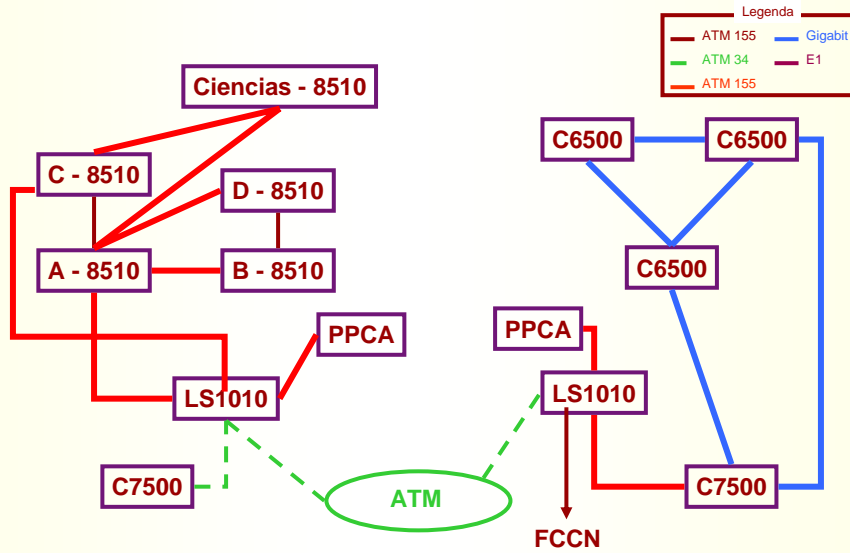 Legenda
ATM 155
Gigabit
ATM 34
E1
ATM 155
Ciencias - 8510
C - 8510
D - 8510
A - 8510
B - 8510
PPCA
LS1010
C7500
ATM
C6500
C6500
C6500
PPCA
LS1010
C7500
FCCN